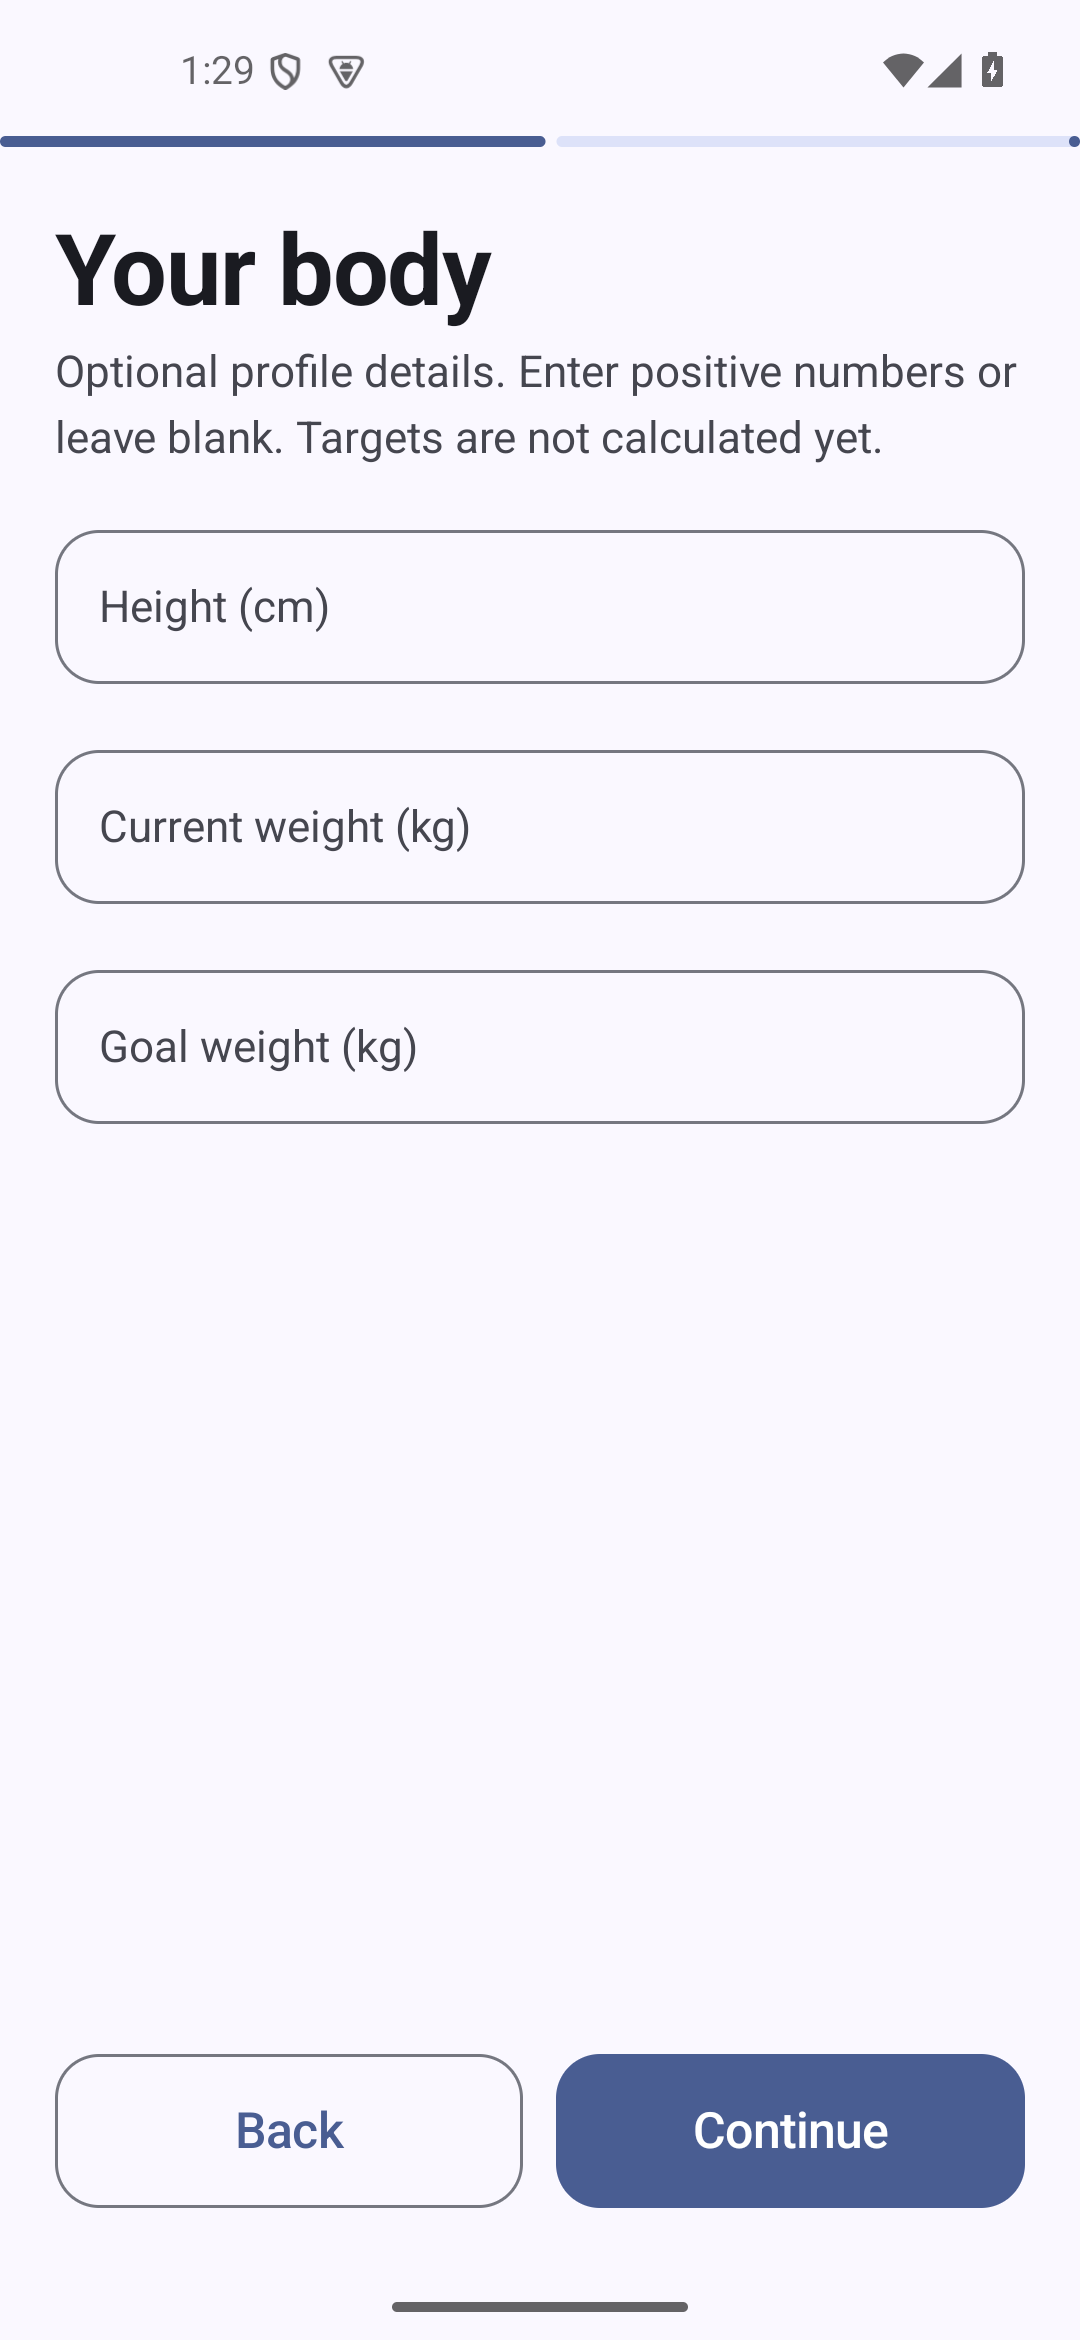 1:29
Your body
Optional profile details. Enter positive numbers or
leave blank. Targets are not calculated yet.
Height (cm)
Current weight (kg)
Goal weight (kg)
Back
Continue